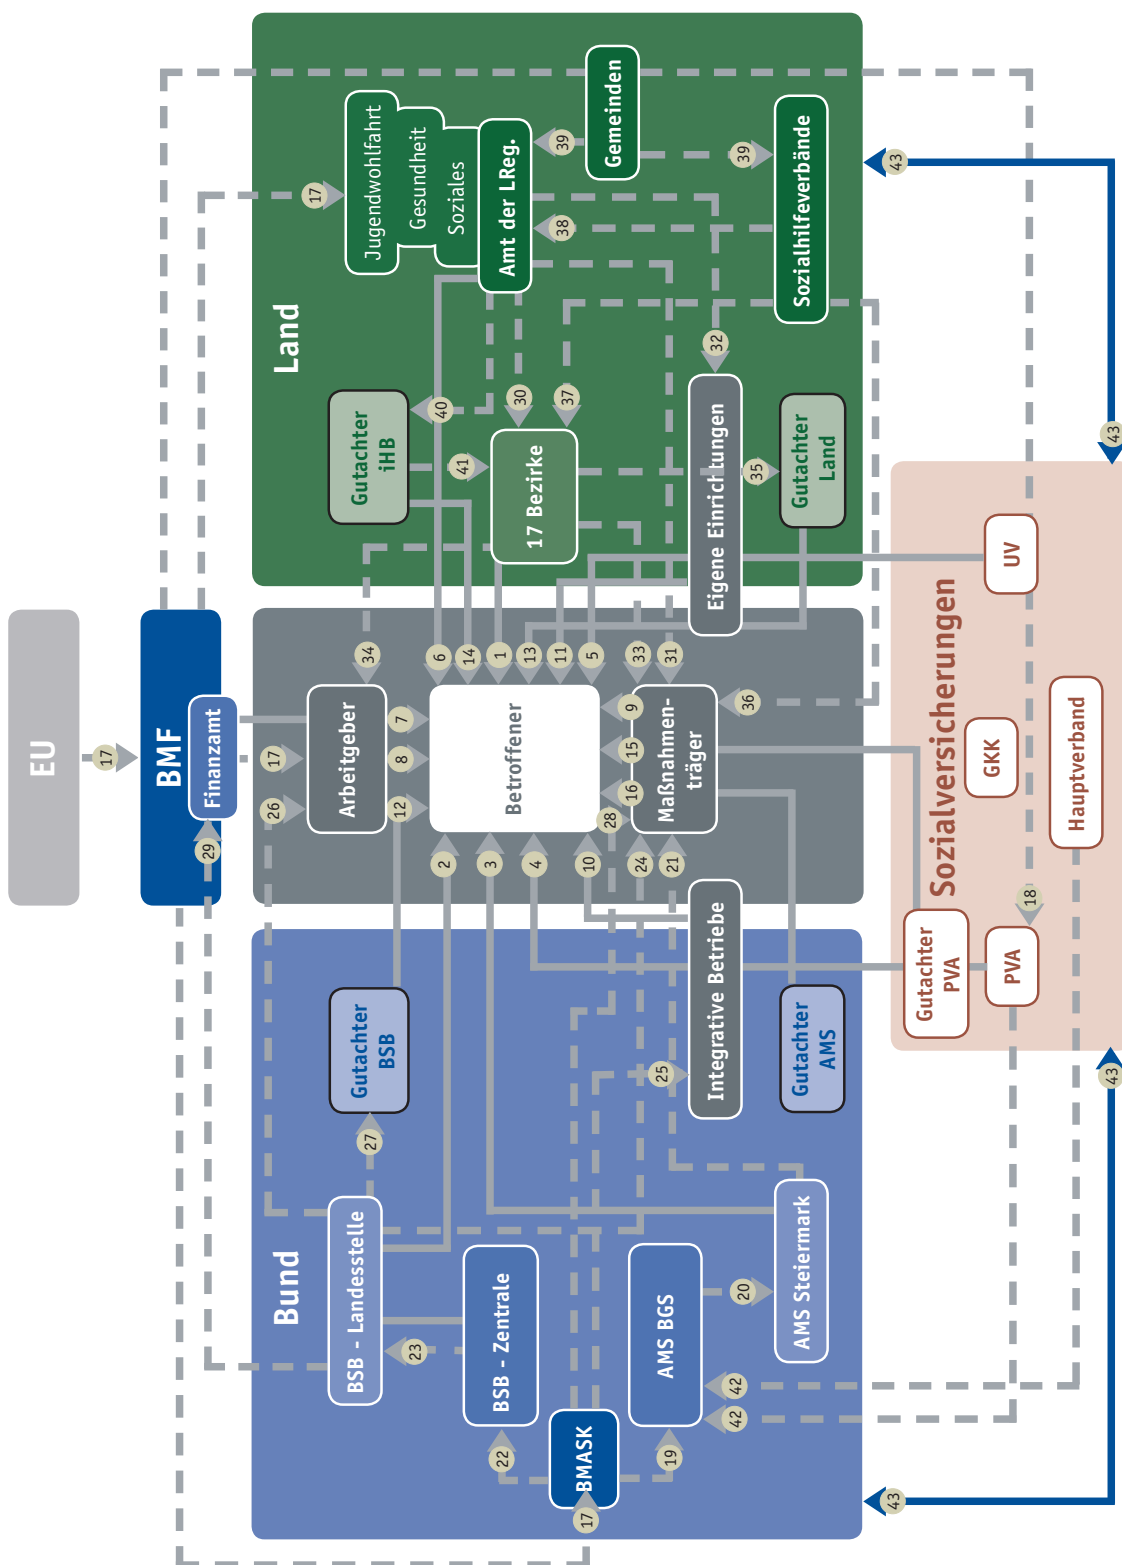 EU
17
BMF
Finanzamt
29
26
17
17
Land
Jugendwohlfahrt
Gesundheit
Soziales
Amt der LReg.
39
Gemeinden
39
38
Sozialhilfeverbände
32
Gutachter
iHB
40
41
30
37
17 Bezirke
Eigene Einrichtungen
35
Gutachter
Land
34
Arbeitgeber
7
8
12
6
14
1
13
11
5
33
31
Betroffener
2
3
4
10
9
15
16
28
24
21
36
Maßnahmen-
träger
Bund
BSB - Landesstelle
27
Gutachter
BSB
23
BSB - Zentrale
22
BMASK
17
19
AMS BGS
20
AMS Steiermark
25
Integrative Betriebe
Gutachter
AMS
42
42
Sozialversicherungen
UV
GKK
Hauptverband
18
Gutachter
PVA
PVA
43
43
43
43